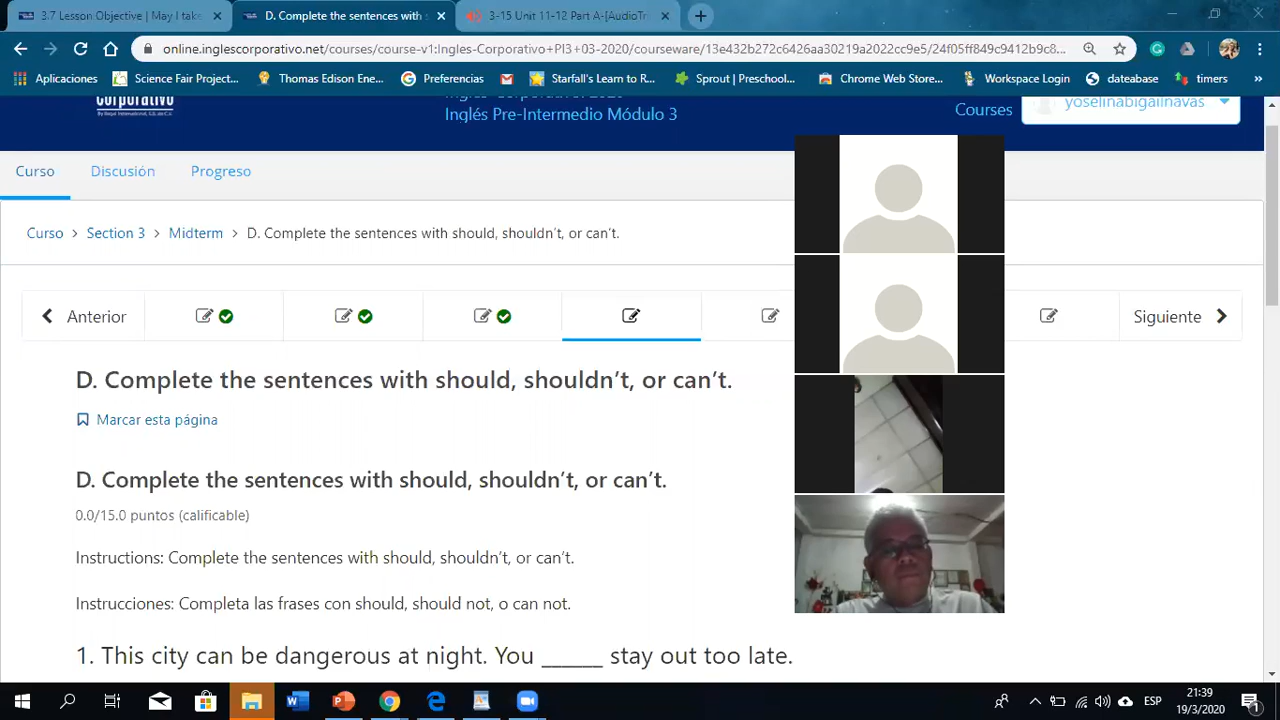 3.7 Lesson Objective | May I take
D. Complete the sentences with s
3-15 Unit 11-12 Part A-[AudioTri
online.inglescorporativo.net/courses/course-v1:Ingles-Corporativo+PI3+03-2020/courseware/13e432b272c6426aa30219a2022cc9e5/24f05ff849c9412b9c8...
Aplicaciones Science Fair Project... Thomas Edison Ene... Preferencias Starfall's Learn to R... Sprout | Preschool... Chrome Web Store... Workspace Login dateabase timers »
Corporativo
Inglés Pre-Intermedio Módulo 3
Courses
yoselinabigailnavas
Curso Discusión Progreso
Curso > Section 3 > Midterm > D. Complete the sentences with should, shouldn't, or can't.
Anterior
Siguiente
D. Complete the sentences with should, shouldn't, or can't.
Marcar esta página
D. Complete the sentences with should, shouldn't, or can't.
0.0/15.0 puntos (calificable)
Instructions: Complete the sentences with should, shouldn't, or can't.
Instrucciones: Completa las frases con should, should not, o can not.
1. This city can be dangerous at night. You ______ stay out too late.
ESP
21:39
19/3/2020